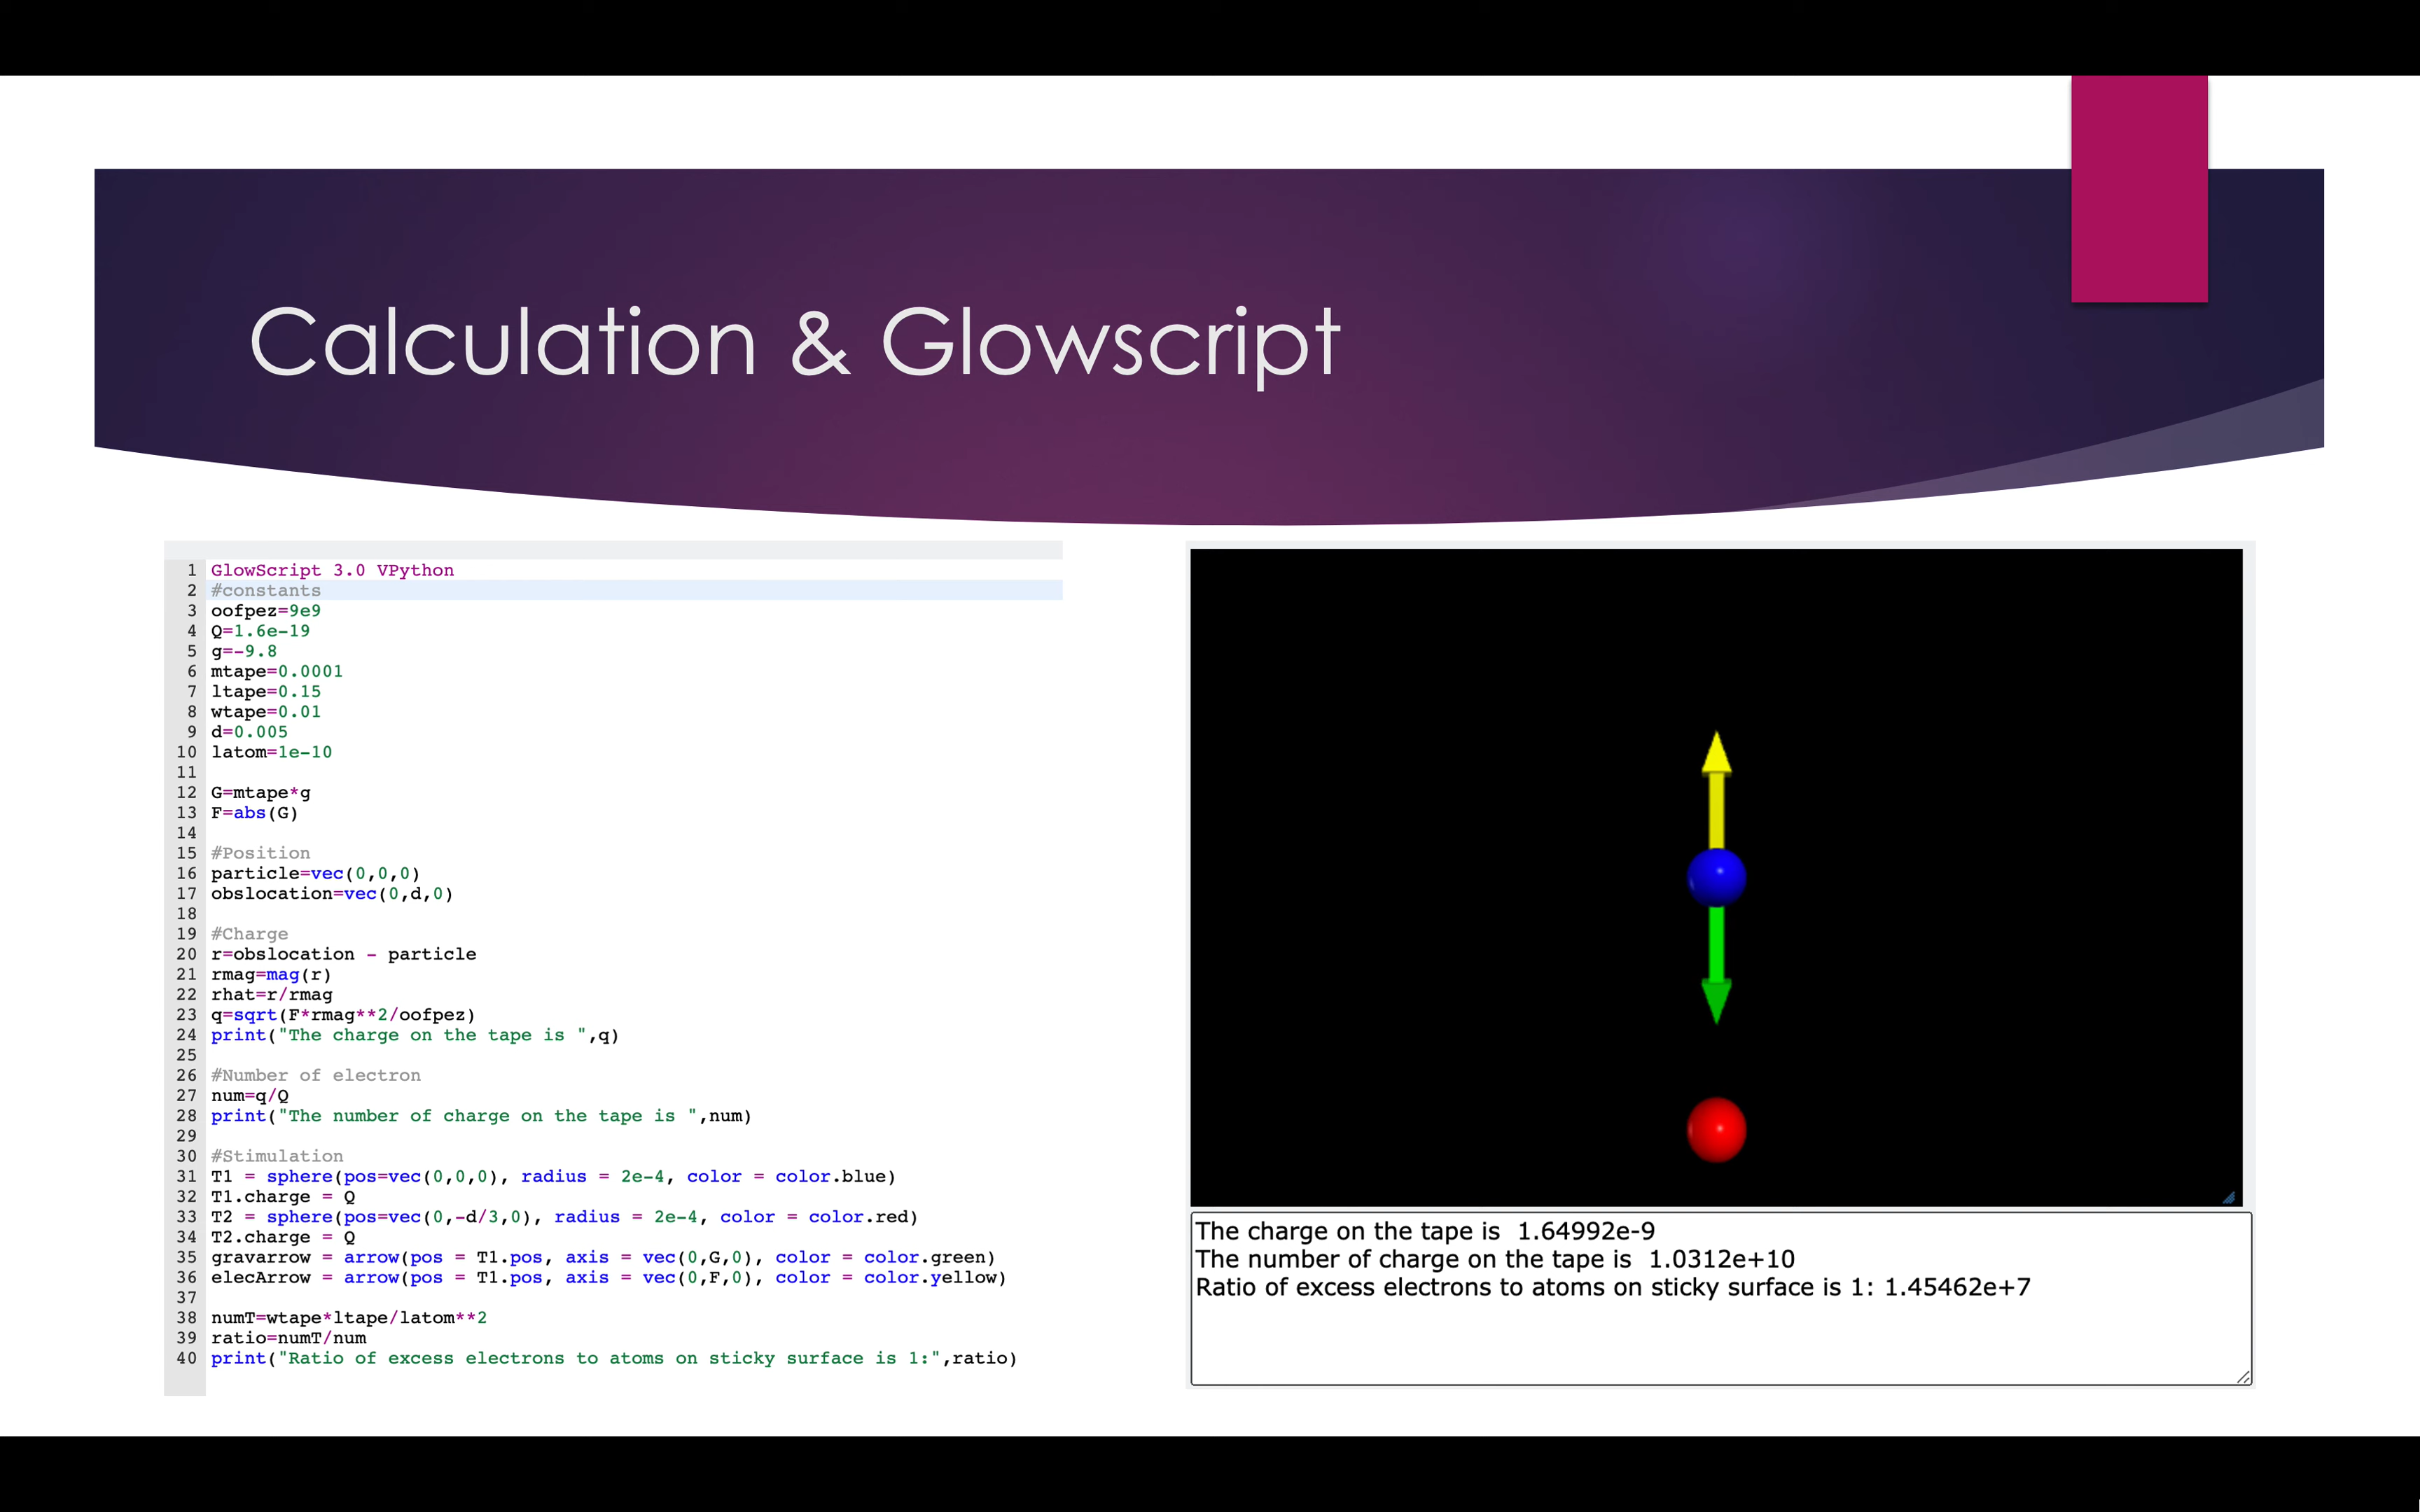 Calculation & Glowscript
1 GlowScript 3.0 VPython
2 #constants
3 oofpez=9e9
4 Q=1.6e-19
5 g=-9.8
6 mtape=0.0001
7 ltape=0.15
8 wtape=0.01
9 d=0.005
10 latom=1e-10
11
12 G=mtape*g
13 F=abs(G)
14
15 #Position
16 particle=vec(0,0,0)
17 obslocation=vec(0,d,0)
18
19 #Charge
20 r=obslocation - particle
21 rmag=mag(r)
22 rhat=r/rmag
23 q=sqrt(F*rmag**2/oofpez)
24 print("The charge on the tape is ",q)
25
26 #Number of electron
27 num=q/Q
28 print("The number of charge on the tape is ",num)
29
30 #Stimulation
31 T1 = sphere(pos=vec(0,0,0), radius = 2e-4, color = color.blue)
32 T1.charge = Q
33 T2 = sphere(pos=vec(0,-d/3,0), radius = 2e-4, color = color.red)
34 T2.charge = Q
35 gravarrow = arrow(pos = T1.pos, axis = vec(0,G,0), color = color.green)
36 elecArrow = arrow(pos = T1.pos, axis = vec(0,F,0), color = color.yellow)
37
38 numT=wtape*ltape/latom**2
39 ratio=numT/num
40 print("Ratio of excess electrons to atoms on sticky surface is 1:",ratio)
The charge on the tape is 1.64992e-9
The number of charge on the tape is 1.0312e+10
Ratio of excess electrons to atoms on sticky surface is 1: 1.45462e+7